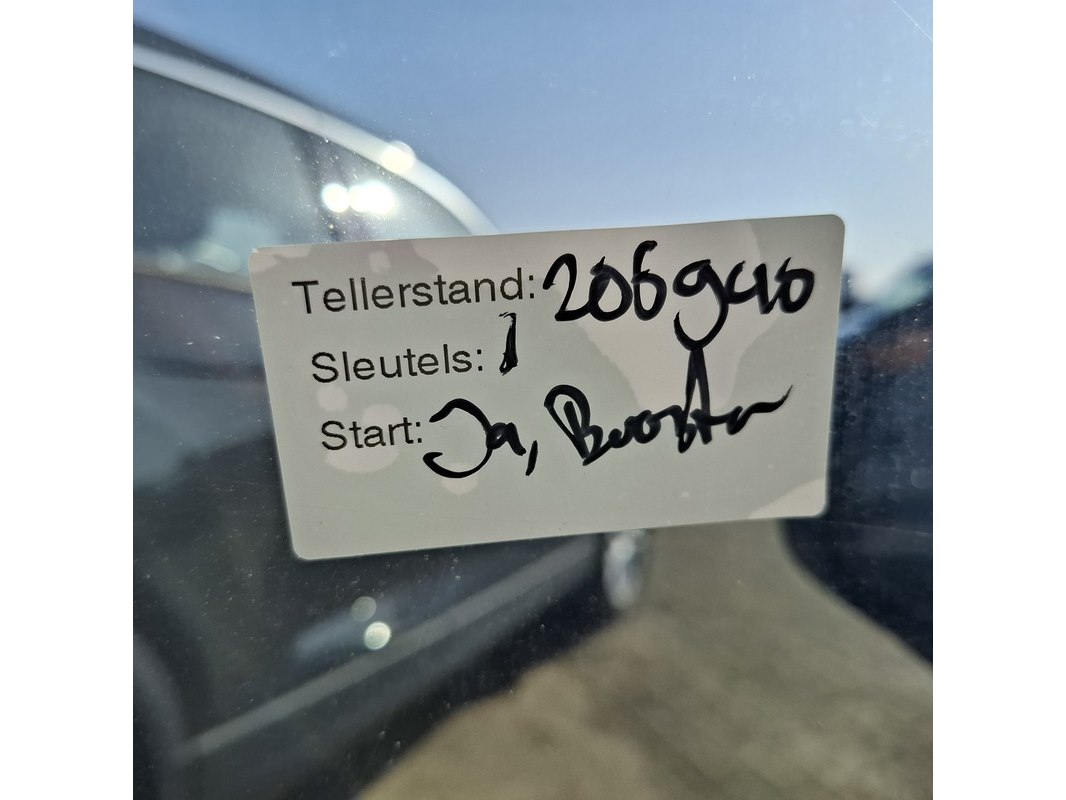 Tellerstand: 206940
Sleutels: 1
Start: Ja, Booster